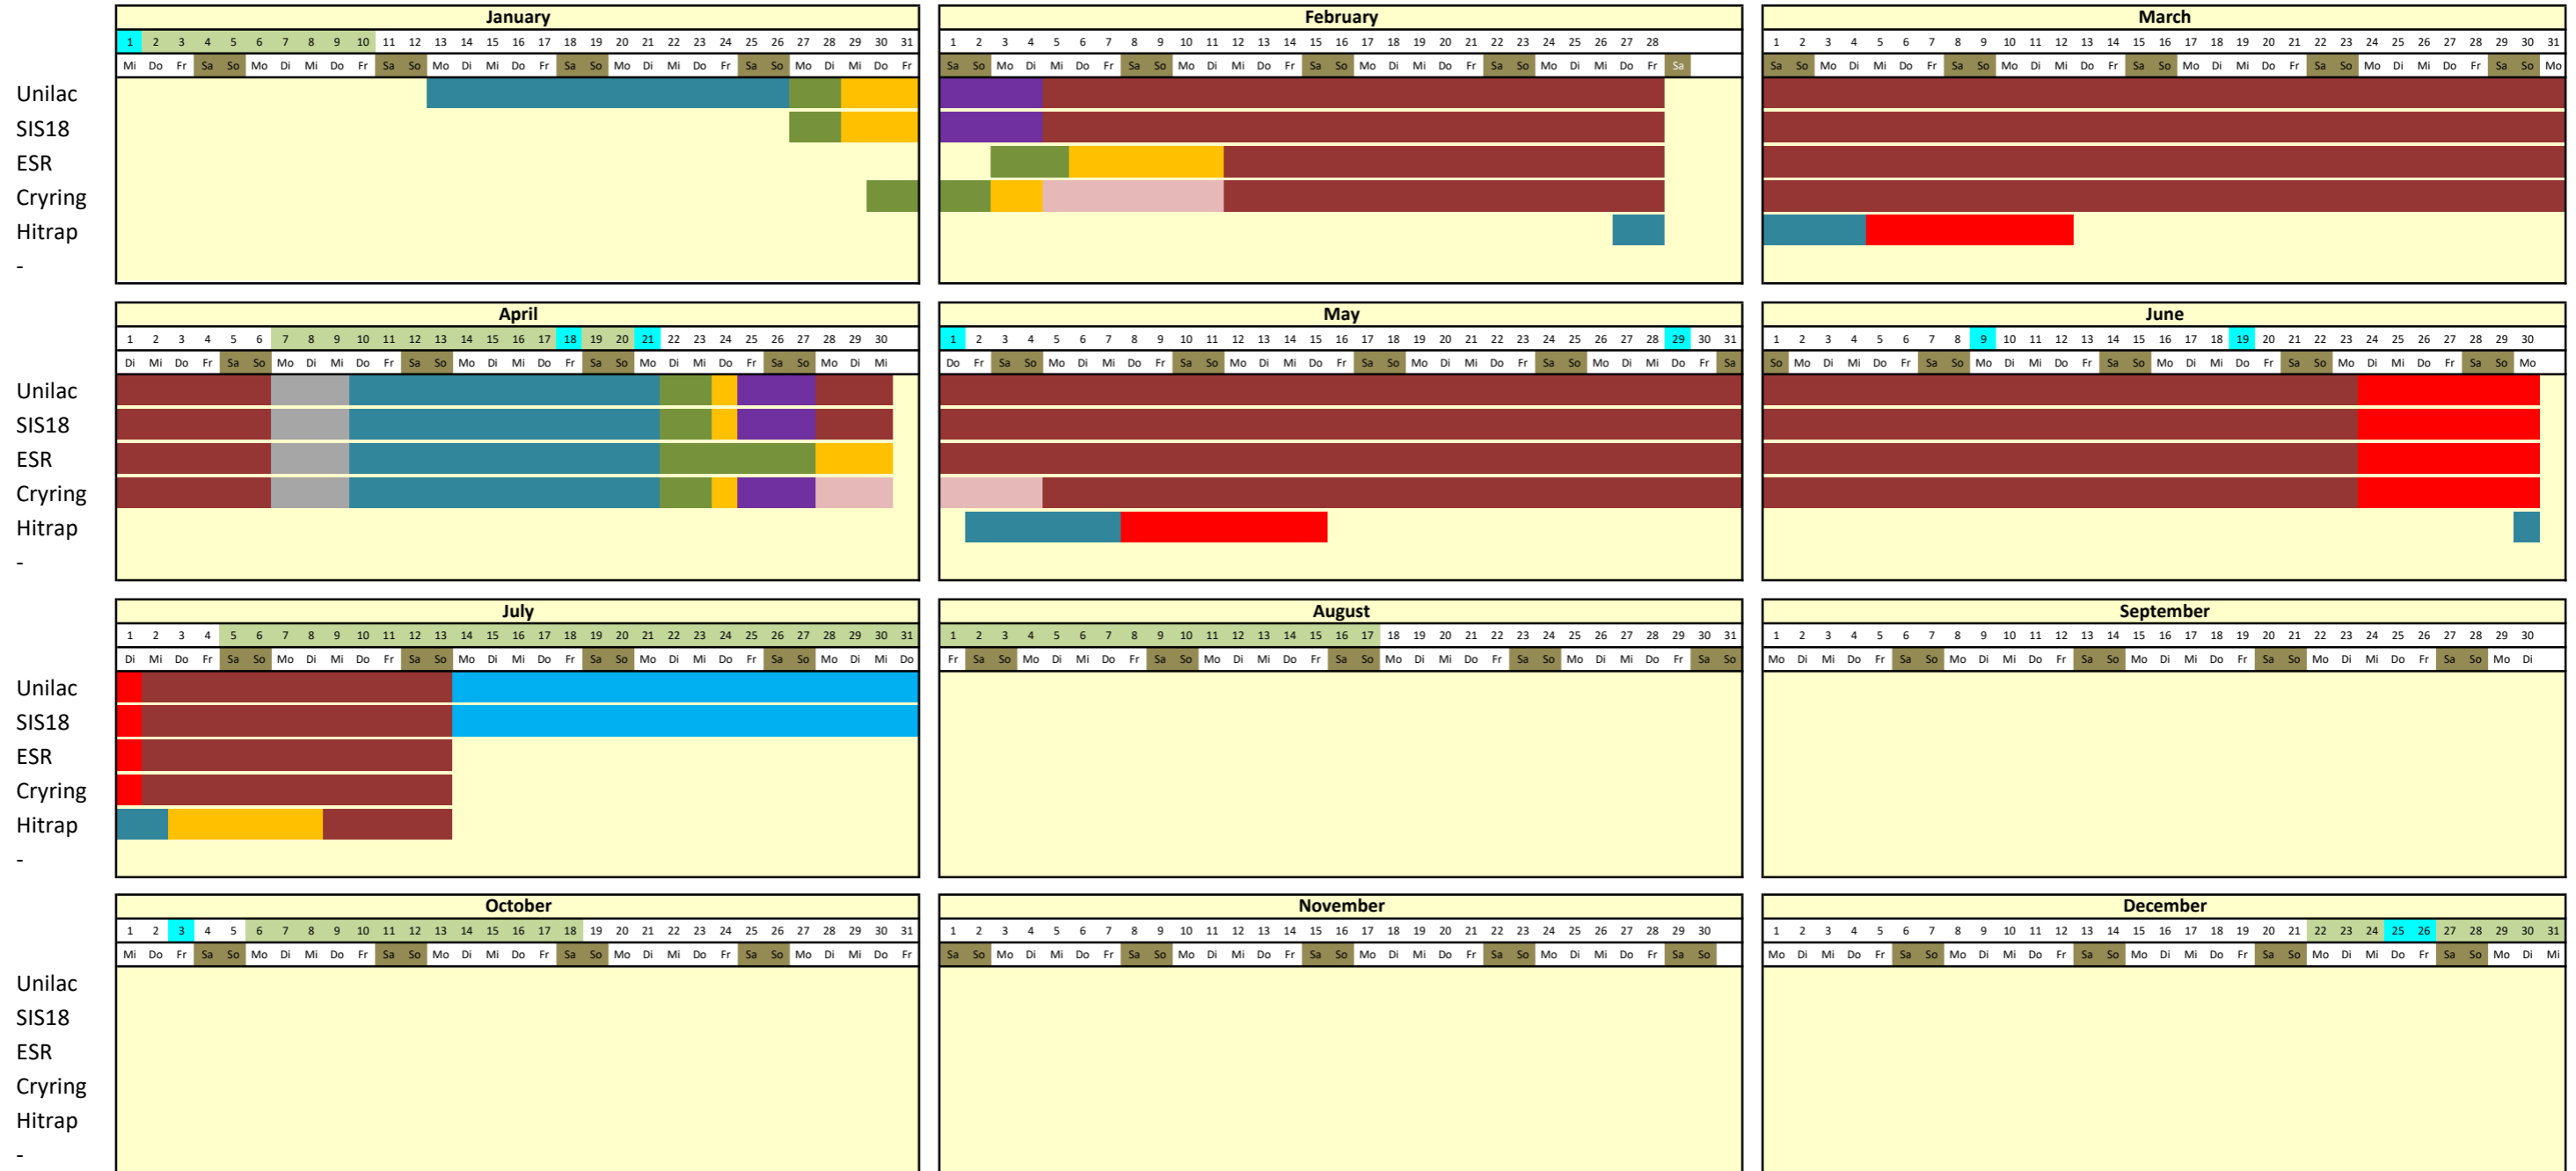 January February March
1 2 3 4 5 6 7 8 9 10 11 12 13 14 15 16 17 18 19 20 21 22 23 24 25 26 27 28 29 30 31 1 2 3 4 5 6 7 8 9 10 11 12 13 14 15 16 17 18 19 20 21 22 23 24 25 26 27 28 1 2 3 4 5 6 7 8 9 10 11 12 13 14 15 16 17 18 19 20 21 22 23 24 25 26 27 28 29 30 31
Mi Do Fr Sa So Mo Di Mi Do Fr Sa So Mo Di Mi Do Fr Sa So Mo Di Mi Do Fr Sa So Mo Di Mi Do Fr Sa So Mo Di Mi Do Fr Sa So Mo Di Mi Do Fr Sa So Mo Di Mi Do Fr Sa So Mo Di Mi Do Fr Sa Sa So Mo Di Mi Do Fr Sa So Mo Di Mi Do Fr Sa So Mo Di Mi Do Fr Sa So Mo Di Mi Do Fr Sa So Mo
Unilac
SIS18
ESR
Cryring
Hitrap
-
April May June
1 2 3 4 5 6 7 8 9 10 11 12 13 14 15 16 17 18 19 20 21 22 23 24 25 26 27 28 29 30 1 2 3 4 5 6 7 8 9 10 11 12 13 14 15 16 17 18 19 20 21 22 23 24 25 26 27 28 29 30 31 1 2 3 4 5 6 7 8 9 10 11 12 13 14 15 16 17 18 19 20 21 22 23 24 25 26 27 28 29 30
Di Mi Do Fr Sa So Mo Di Mi Do Fr Sa So Mo Di Mi Do Fr Sa So Mo Di Mi Do Fr Sa So Mo Di Mi Do Fr Sa So Mo Di Mi Do Fr Sa So Mo Di Mi Do Fr Sa So Mo Di Mi Do Fr Sa So Mo Di Mi Do Fr Sa So Mo Di Mi Do Fr Sa So Mo Di Mi Do Fr Sa So Mo Di Mi Do Fr Sa So Mo Di Mi Do Fr Sa So Mo
Unilac
SIS18
ESR
Cryring
Hitrap
-
July August September
1 2 3 4 5 6 7 8 9 10 11 12 13 14 15 16 17 18 19 20 21 22 23 24 25 26 27 28 29 30 31 1 2 3 4 5 6 7 8 9 10 11 12 13 14 15 16 17 18 19 20 21 22 23 24 25 26 27 28 29 30 31 1 2 3 4 5 6 7 8 9 10 11 12 13 14 15 16 17 18 19 20 21 22 23 24 25 26 27 28 29 30
Di Mi Do Fr Sa So Mo Di Mi Do Fr Sa So Mo Di Mi Do Fr Sa So Mo Di Mi Do Fr Sa So Mo Di Mi Do Fr Sa So Mo Di Mi Do Fr Sa So Mo Di Mi Do Fr Sa So Mo Di Mi Do Fr Sa So Mo Di Mi Do Fr Sa So Mo Di Mi Do Fr Sa So Mo Di Mi Do Fr Sa So Mo Di Mi Do Fr Sa So Mo Di Mi Do Fr Sa So Mo Di
Unilac
SIS18
ESR
Cryring
Hitrap
-
October November December
1 2 3 4 5 6 7 8 9 10 11 12 13 14 15 16 17 18 19 20 21 22 23 24 25 26 27 28 29 30 31 1 2 3 4 5 6 7 8 9 10 11 12 13 14 15 16 17 18 19 20 21 22 23 24 25 26 27 28 29 30 1 2 3 4 5 6 7 8 9 10 11 12 13 14 15 16 17 18 19 20 21 22 23 24 25 26 27 28 29 30 31
Mi Do Fr Sa So Mo Di Mi Do Fr Sa So Mo Di Mi Do Fr Sa So Mo Di Mi Do Fr Sa So Mo Di Mi Do Fr Sa So Mo Di Mi Do Fr Sa So Mo Di Mi Do Fr Sa So Mo Di Mi Do Fr Sa So Mo Di Mi Do Fr Sa So Mo Di Mi Do Fr Sa So Mo Di Mi Do Fr Sa So Mo Di Mi Do Fr Sa So Mo Di Mi Do Fr Sa So Mo Di Mi
Unilac
SIS18
ESR
Cryring
Hitrap
-